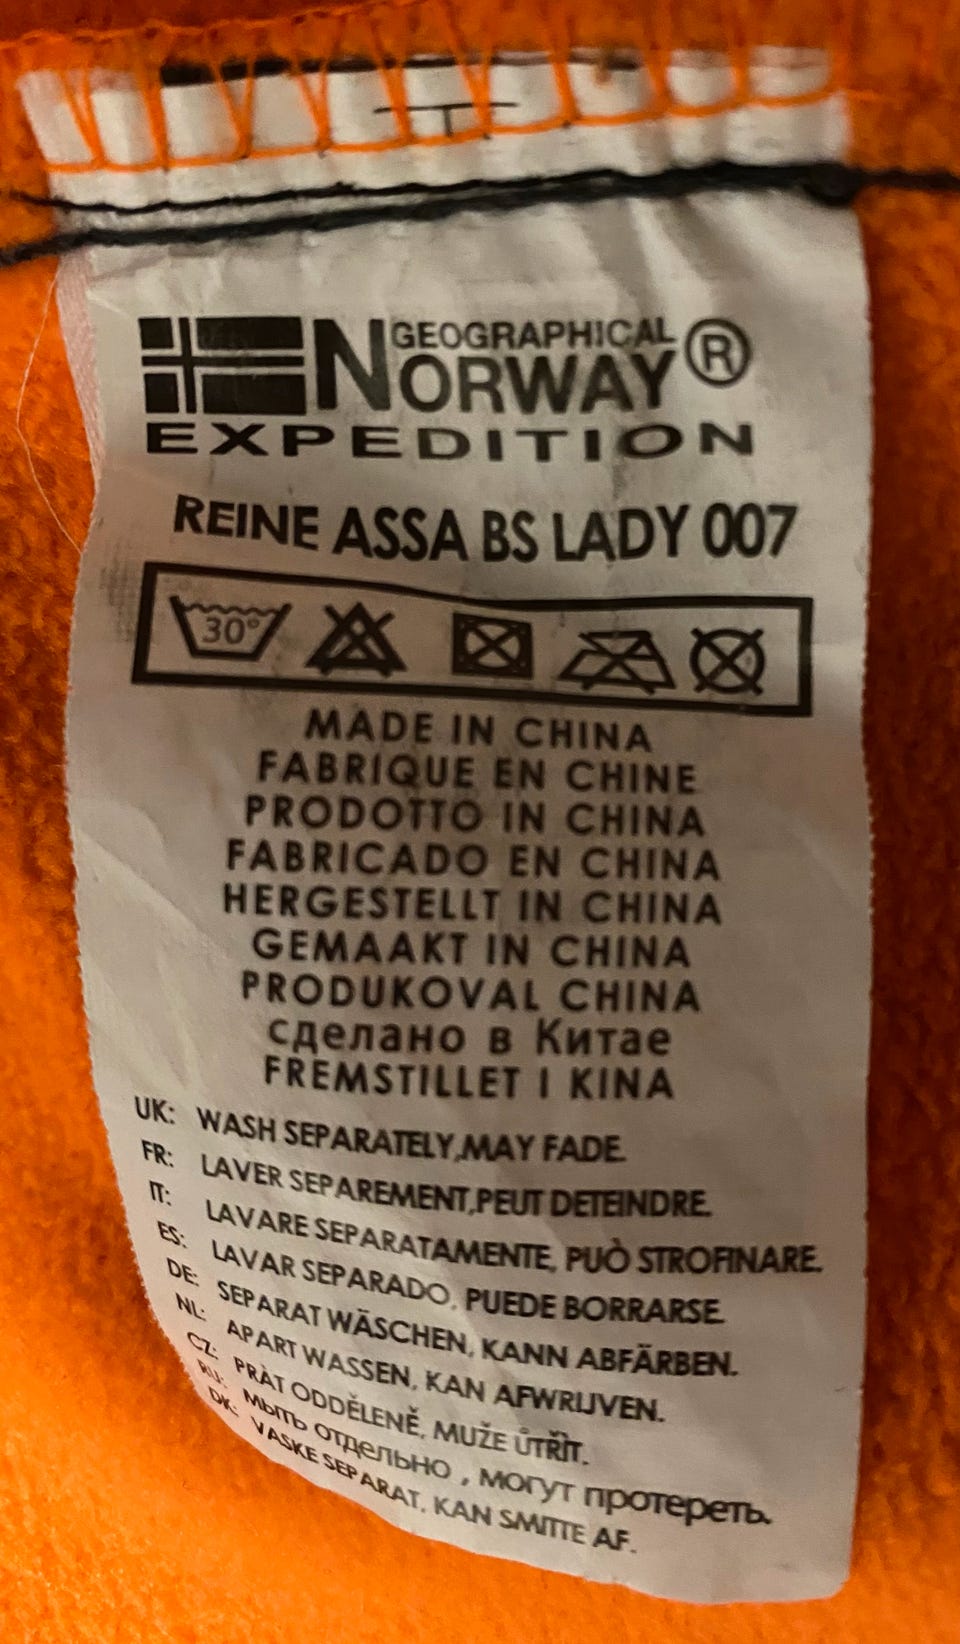 GEOGRAPHICAL
NORWAY ®
EXPEDITION
REINE ASSA BS LADY 007
30°
MADE IN CHINA
FABRIQUE EN CHINE
PRODOTTO IN CHINA
FABRICADO EN CHINA
HERGESTELLT IN CHINA
GEMAAKT IN CHINA
PRODUKOVAL CHINA
сделано в Китае
FREMSTILLET I KINA
UK: WASH SEPARATELY,MAY FADE.
FR: LAVER SEPAREMENT,PEUT DETEINDRE.
IT: LAVARE SEPARATAMENTE, PUÒ STROFINARE.
ES: LAVAR SEPARADO, PUEDE BORRARSE.
DE: SEPARAT WÄSCHEN, KANN ABFÄRBEN.
NL: APART WASSEN, KAN AFWRIJVEN.
CZ: PRÀT ODDĚLENĚ, MUŽE ŮTŘÌT.
RU: мыть отдельно , могут протереть.
DK: VASKE SEPARAT, KAN SMITTE AF.